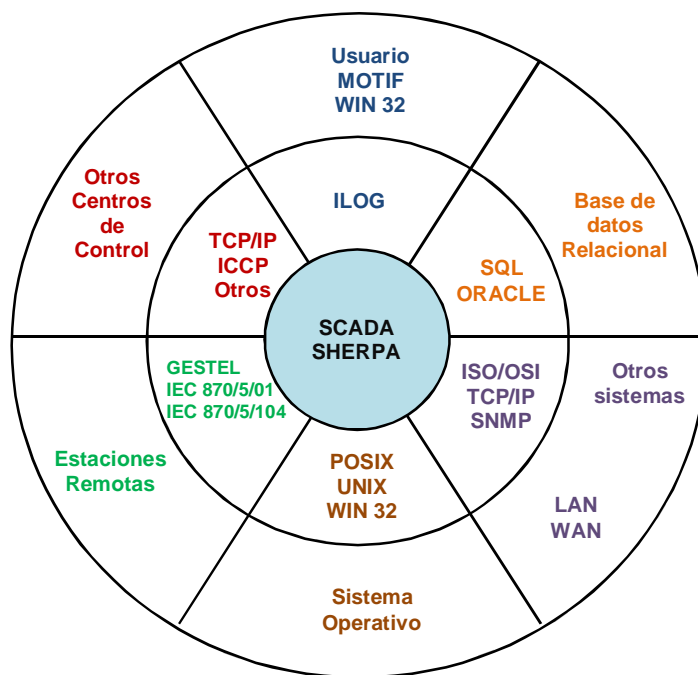 Usuario
MOTIF
WIN 32
ILOG
Otros
Centros
de
Control
TCP/IP
ICCP
Otros
Base de
datos
Relacional
SQL
ORACLE
SCADA
SHERPA
GESTEL
IEC 870/5/01
IEC 870/5/104
Estaciones
Remotas
ISO/OSI
TCP/IP
SNMP
Otros
sistemas
LAN
WAN
POSIX
UNIX
WIN 32
Sistema
Operativo